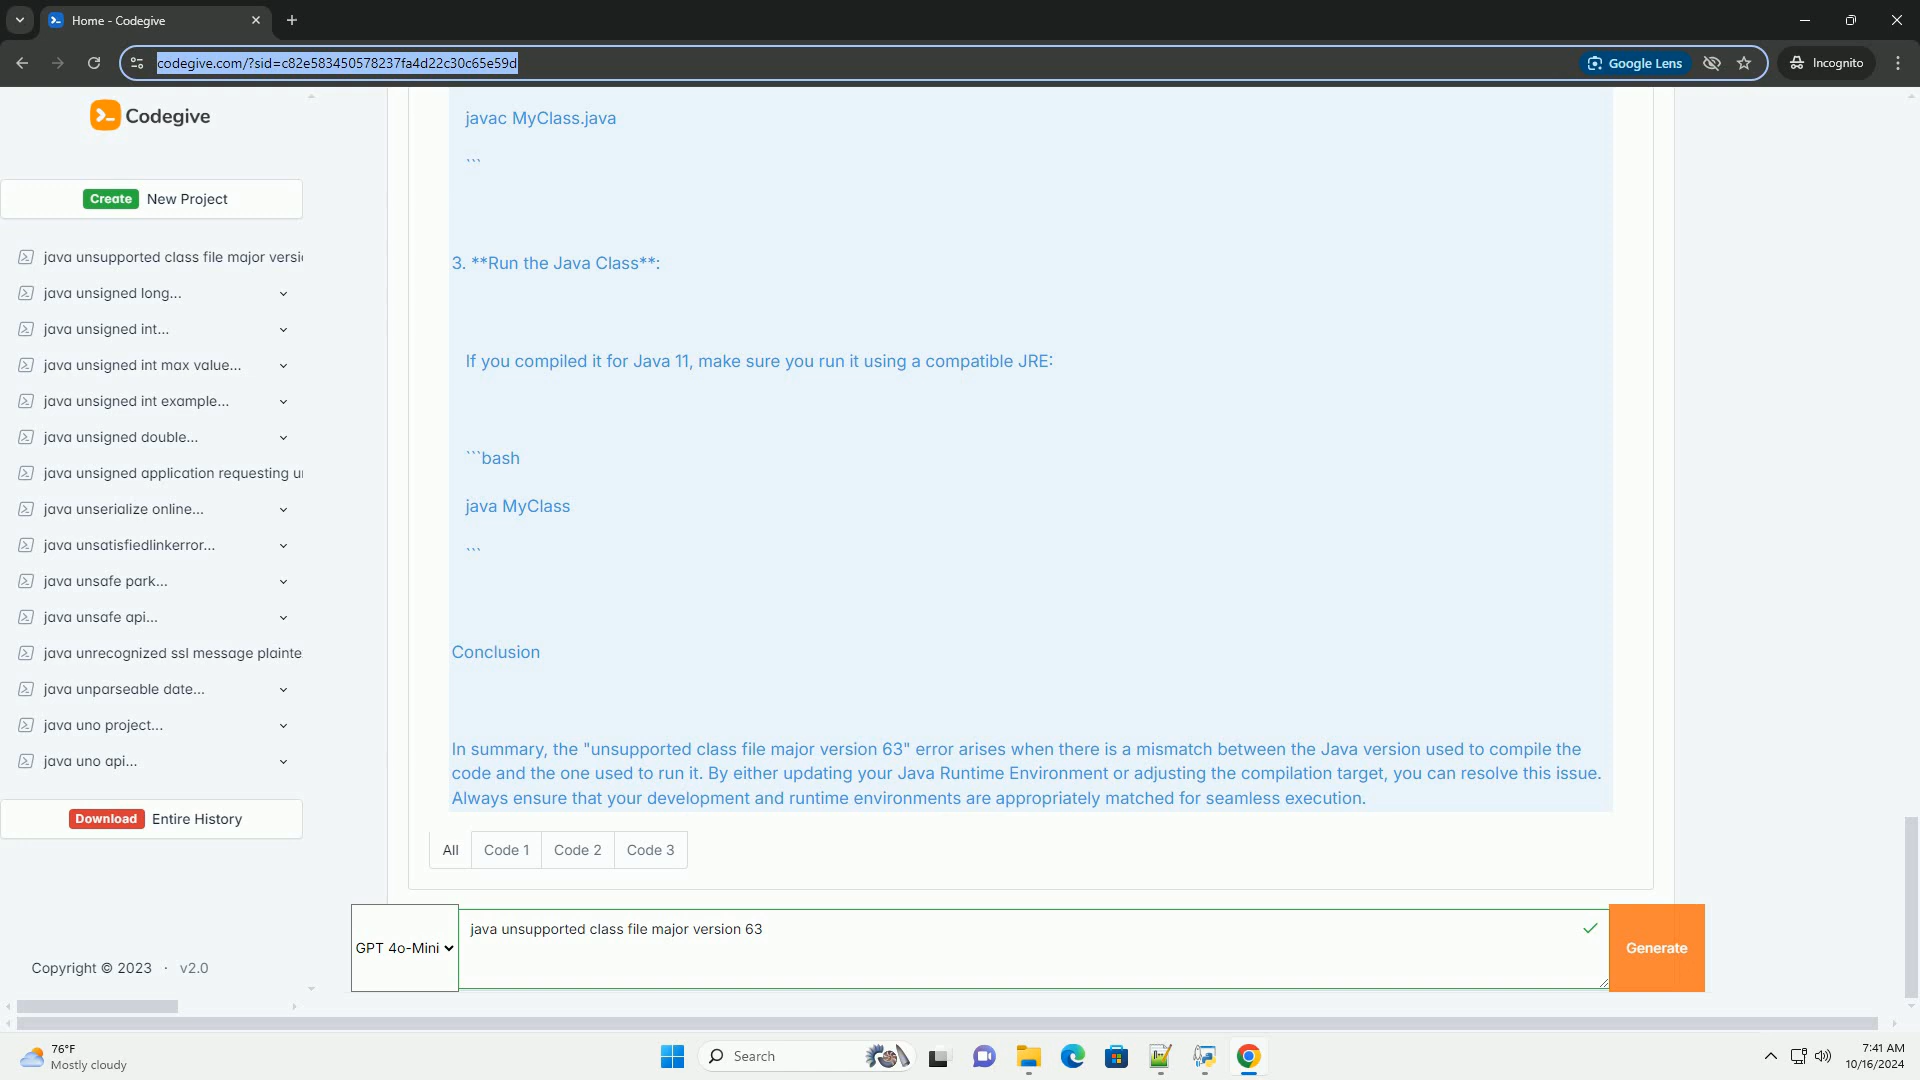 Home - Codegive
codegive.com/?sid=c82e583450578237fa4d22c30c65e59d
Google Lens
Incognito
Codegive
Create New Project
java unsupported class file major versi
java unsigned long...
java unsigned int...
java unsigned int max value...
java unsigned int example...
java unsigned double...
java unsigned application requesting
java unserialize online...
java unsatisfiedlinkerror...
java unsafe park...
java unsafe api...
java unrecognized ssl message plainte
java unparseable date...
java uno project...
java uno api...
Download Entire History
Copyright © 2023 · v2.0
javac MyClass.java
```
3. **Run the Java Class**:
If you compiled it for Java 11, make sure you run it using a compatible JRE:
```bash
java MyClass
```
Conclusion
In summary, the "unsupported class file major version 63" error arises when there is a mismatch between the Java version used to compile the
code and the one used to run it. By either updating your Java Runtime Environment or adjusting the compilation target, you can resolve this issue.
Always ensure that your development and runtime environments are appropriately matched for seamless execution.
All Code 1 Code 2 Code 3
GPT 4o-Mini
java unsupported class file major version 63
Generate
76°F
Mostly cloudy
Search
7:41 AM
10/16/2024